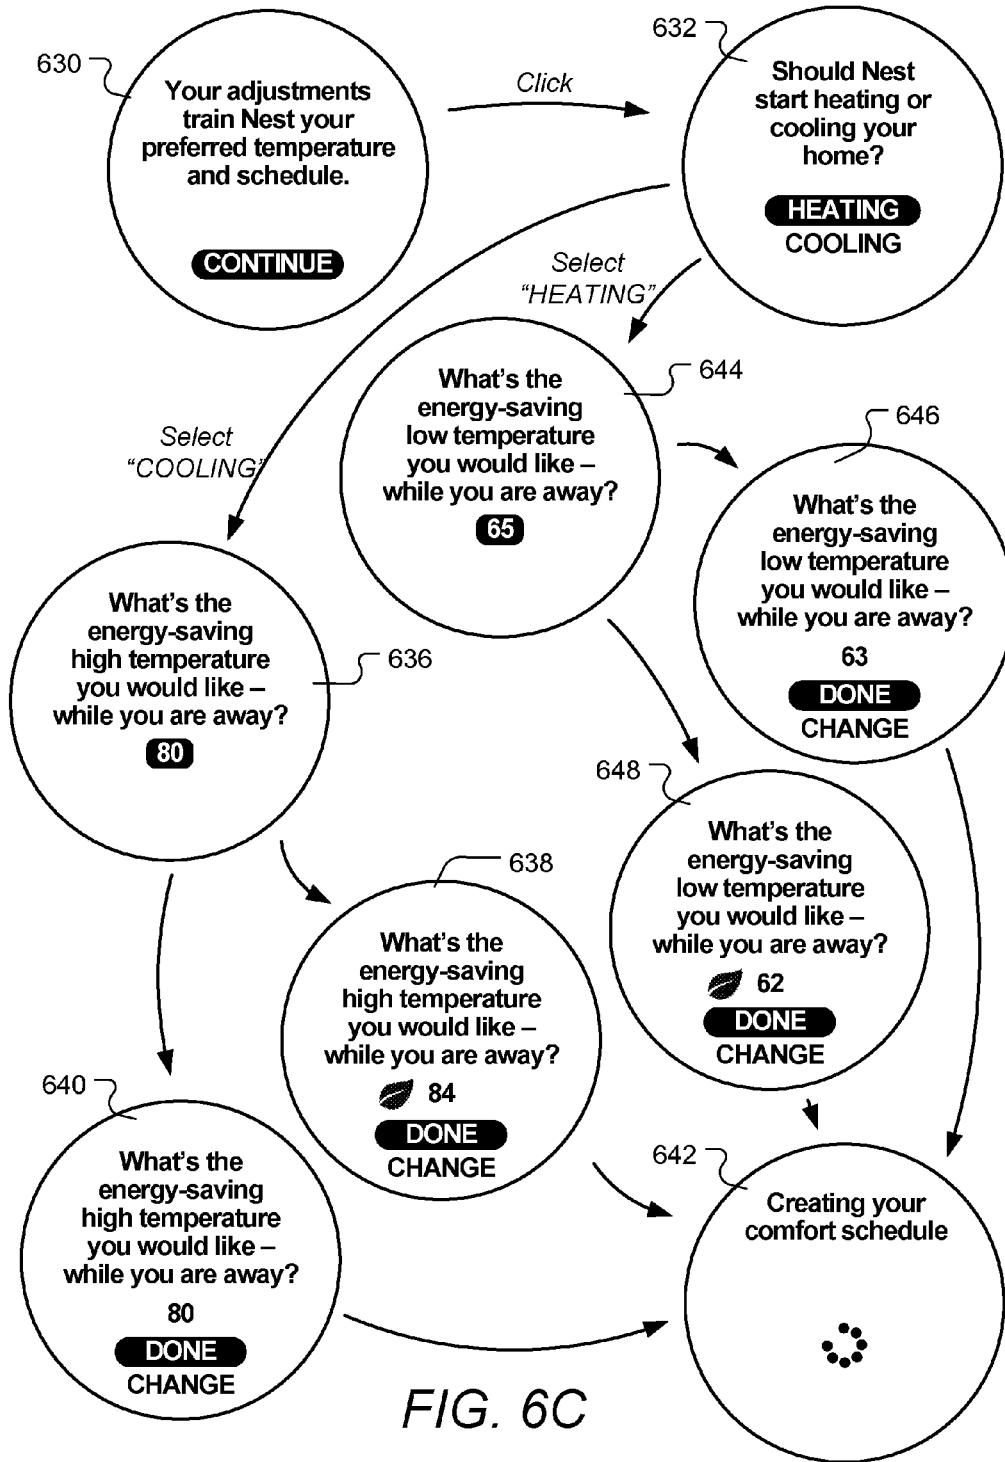 630
Your adjustments
train Nest your
preferred temperature
and schedule.
CONTINUE
Click
632
Should Nest
start heating or
cooling your
home?
HEATING
COOLING
Select
“HEATING”
Select
“COOLING”
644
What’s the
energy-saving
low temperature
you would like –
while you are away?
65
646
What’s the
energy-saving
low temperature
you would like –
while you are away?
63
DONE
CHANGE
636
What’s the
energy-saving
high temperature
you would like –
while you are away?
80
648
What’s the
energy-saving
low temperature
you would like –
while you are away?
62
DONE
CHANGE
638
What’s the
energy-saving
high temperature
you would like –
while you are away?
84
DONE
CHANGE
640
What’s the
energy-saving
high temperature
you would like –
while you are away?
80
DONE
CHANGE
642
Creating your
comfort schedule
FIG. 6C